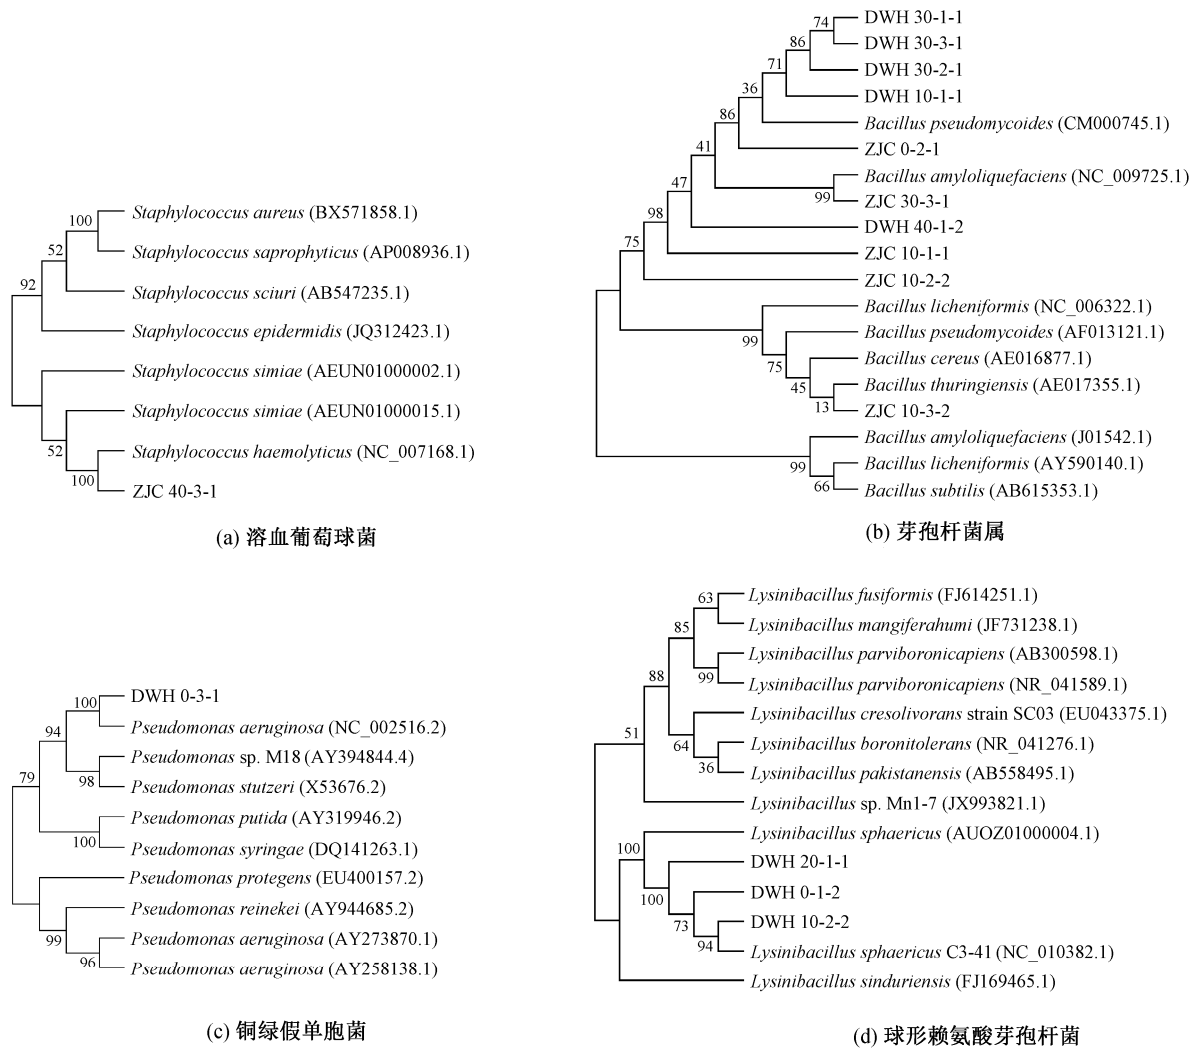 100
Staphylococcus aureus (BX571858.1)
52
Staphylococcus saprophyticus (AP008936.1)
92
Staphylococcus sciuri (AB547235.1)
Staphylococcus epidermidis (JQ312423.1)
Staphylococcus simiae (AEUN01000002.1)
Staphylococcus simiae (AEUN01000015.1)
52
Staphylococcus haemolyticus (NC_007168.1)
100
ZJC 40-3-1
(a) 溶血葡萄球菌
74
DWH 30-1-1
86
DWH 30-3-1
71
DWH 30-2-1
36
DWH 10-1-1
86
Bacillus pseudomycoides (CM000745.1)
41
ZJC 0-2-1
Bacillus amyloliquefaciens (NC_009725.1)
47
99
ZJC 30-3-1
98
DWH 40-1-2
75
ZJC 10-1-1
ZJC 10-2-2
Bacillus licheniformis (NC_006322.1)
99
Bacillus pseudomycoides (AF013121.1)
75
Bacillus cereus (AE016877.1)
45
Bacillus thuringiensis (AE017355.1)
13
ZJC 10-3-2
Bacillus amyloliquefaciens (J01542.1)
99
Bacillus licheniformis (AY590140.1)
66
Bacillus subtilis (AB615353.1)
(b) 芽孢杆菌属
100
DWH 0-3-1
94
Pseudomonas aeruginosa (NC_002516.2)
Pseudomonas sp. M18 (AY394844.4)
79
98
Pseudomonas stutzeri (X53676.2)
Pseudomonas putida (AY319946.2)
100
Pseudomonas syringae (DQ141263.1)
Pseudomonas protegens (EU400157.2)
Pseudomonas reinekei (AY944685.2)
99
Pseudomonas aeruginosa (AY273870.1)
96
Pseudomonas aeruginosa (AY258138.1)
(c) 铜绿假单胞菌
63
Lysinibacillus fusiformis (FJ614251.1)
85
Lysinibacillus mangiferahumi (JF731238.1)
Lysinibacillus parviboronicapiens (AB300598.1)
88
99
Lysinibacillus parviboronicapiens (NR_041589.1)
Lysinibacillus cresolivorans strain SC03 (EU043375.1)
51
64
Lysinibacillus boronitolerans (NR_041276.1)
36
Lysinibacillus pakistanensis (AB558495.1)
Lysinibacillus sp. Mn1-7 (JX993821.1)
Lysinibacillus sphaericus (AUOZ01000004.1)
100
DWH 20-1-1
100
DWH 0-1-2
73
DWH 10-2-2
94
Lysinibacillus sphaericus C3-41 (NC_010382.1)
Lysinibacillus sinduriensis (FJ169465.1)
(d) 球形赖氨酸芽孢杆菌